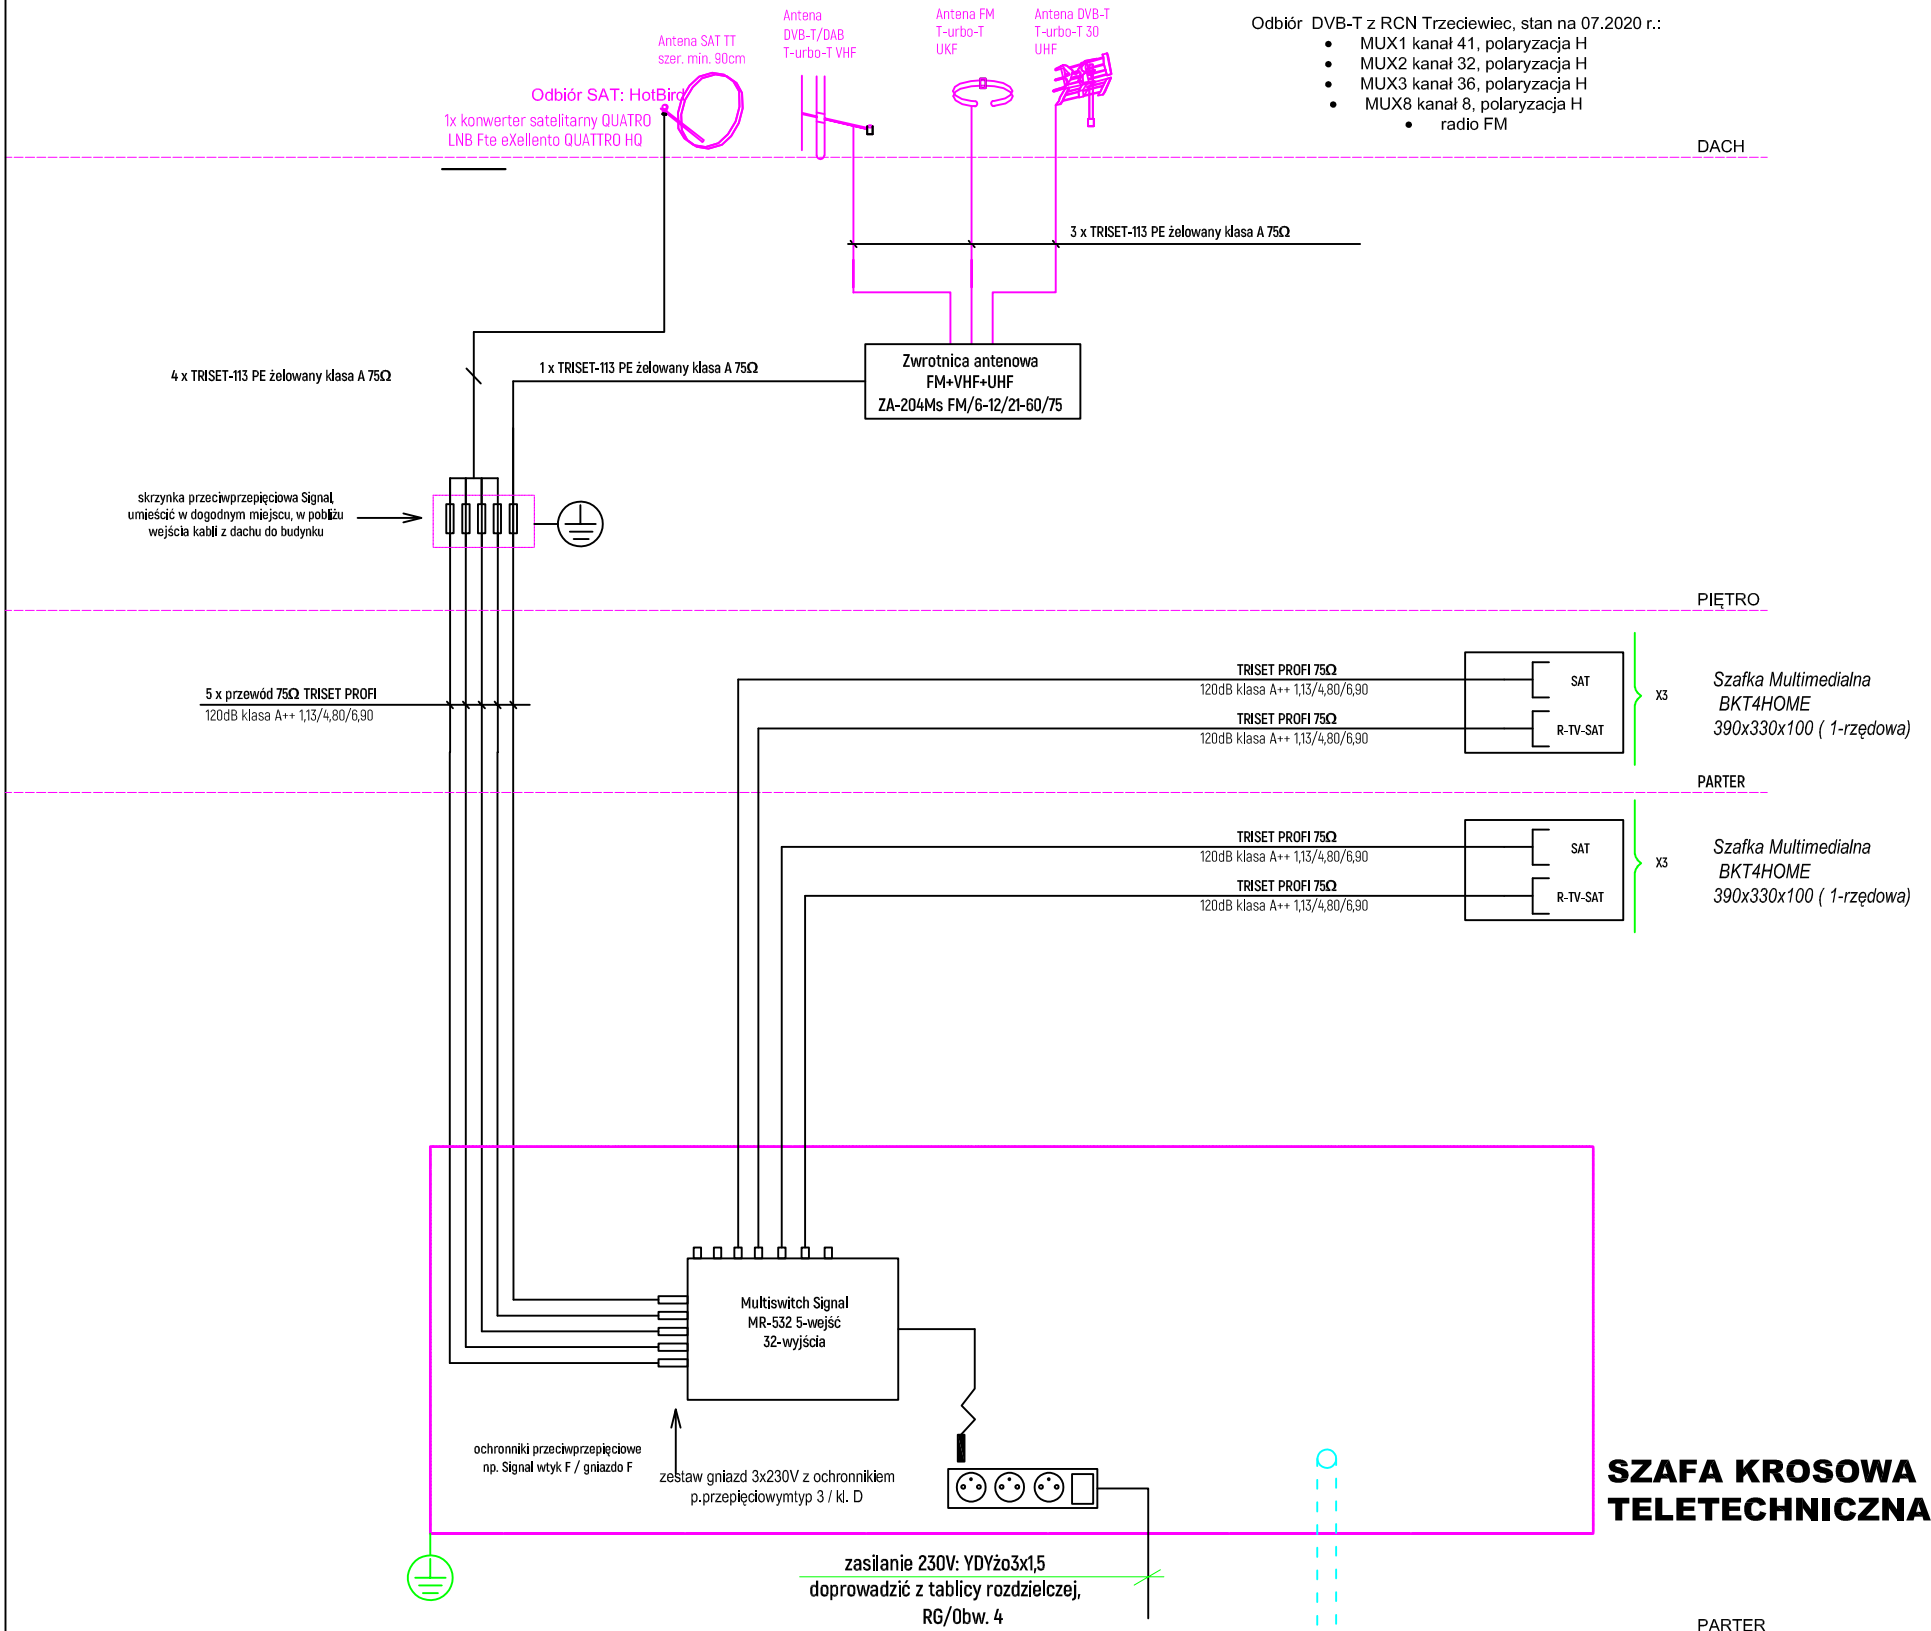 Antena SAT TT
szer. min. 90cm
Antena
DVB-T/DAB
T-urbo-T VHF
Antena FM
T-urbo-T
UKF
Antena DVB-T
T-urbo-T 30
UHF
Odbiór DVB-T z RCN Trzeciewiec, stan na 07.2020 r.:
• MUX1 kanał 41, polaryzacja H
• MUX2 kanał 32, polaryzacja H
• MUX3 kanał 36, polaryzacja H
• MUX8 kanał 8, polaryzacja H
• radio FM
Odbiór SAT: HotBird
1x konwerter satelitarny QUATRO
LNB Fte eXellento QUATTRO HQ
DACH
3 x TRISET-113 PE żelowany klasa A 75Ω
4 x TRISET-113 PE żelowany klasa A 75Ω
1 x TRISET-113 PE żelowany klasa A 75Ω
Zwrotnica antenowa
FM+VHF+UHF
ZA-204Ms FM/6-12/21-60/75
skrzynka przeciwprzepięciowa Signal,
umieścić w dogodnym miejscu, w pobliżu
wejścia kabli z dachu do budynku
PIĘTRO
5 x przewód 75Ω TRISET PROFI
120dB klasa A++ 1,13/4,80/6,90
TRISET PROFI 75Ω
120dB klasa A++ 1,13/4,80/6,90
TRISET PROFI 75Ω
120dB klasa A++ 1,13/4,80/6,90
SAT
R-TV-SAT
X3
Szafka Multimedialna
BKT4HOME
390x330x100 ( 1-rzędowa)
PARTER
TRISET PROFI 75Ω
120dB klasa A++ 1,13/4,80/6,90
TRISET PROFI 75Ω
120dB klasa A++ 1,13/4,80/6,90
SAT
R-TV-SAT
X3
Szafka Multimedialna
BKT4HOME
390x330x100 ( 1-rzędowa)
Multiswitch Signal
MR-532 5-wejść
32-wyjścia
ochronniki przeciwprzepięciowe
np. Signal wtyk F / gniazdo F
zestaw gniazd 3x230V z ochronnikiem
p.przepięciowymtyp 3 / kl. D
SZAFA KROSOWA
TELETECHNICZNA
zasilanie 230V: YDYżo3x1,5
doprowadzić z tablicy rozdzielczej,
RG/Obw. 4
PARTER